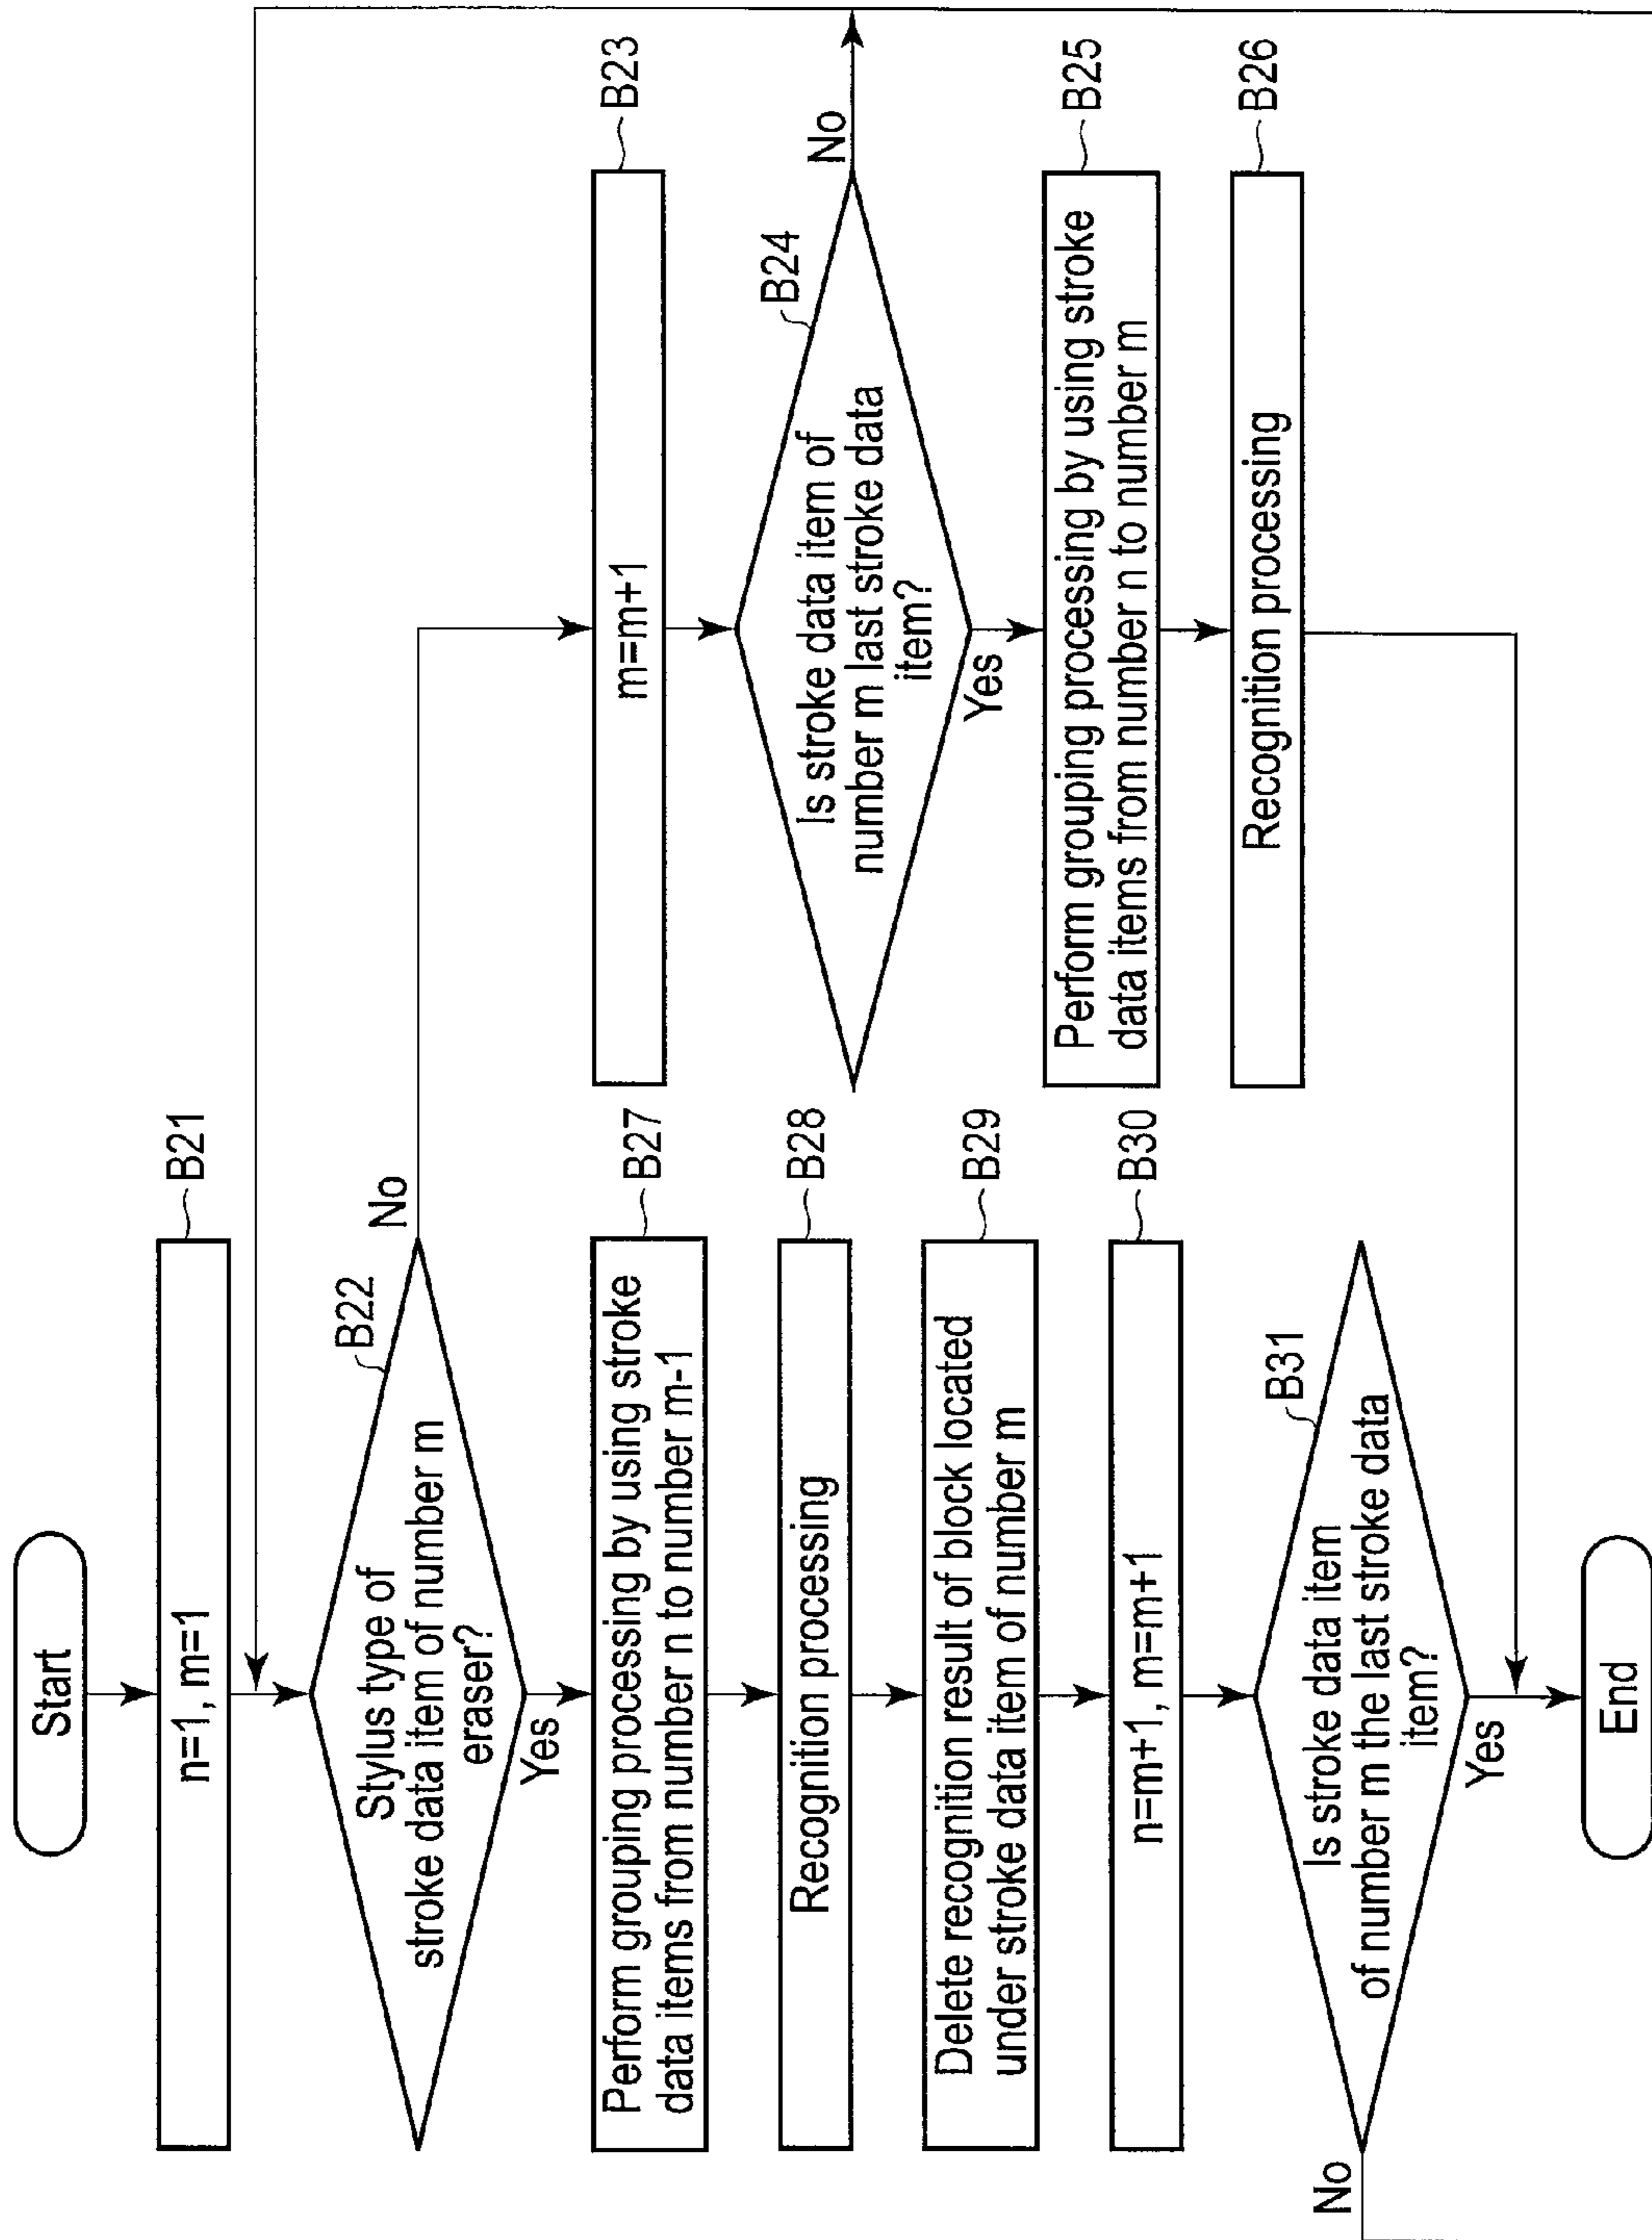 Start
n=1, m=1
B21
Stylus type of
stroke data item of number m
eraser?
B22
No
Yes
m=m+1
B23
Is stroke data item of
number m last stroke data
item?
B24
No
Yes
Perform grouping processing by using stroke
data items from number n to number m
B25
Recognition processing
B26
Perform grouping processing by using stroke
data items from number n to number m-1
B27
Recognition processing
B28
Delete recognition result of block located
under stroke data item of number m
B29
n=m+1, m=m+1
B30
Is stroke data item
of number m the last stroke data
item?
B31
No
Yes
End